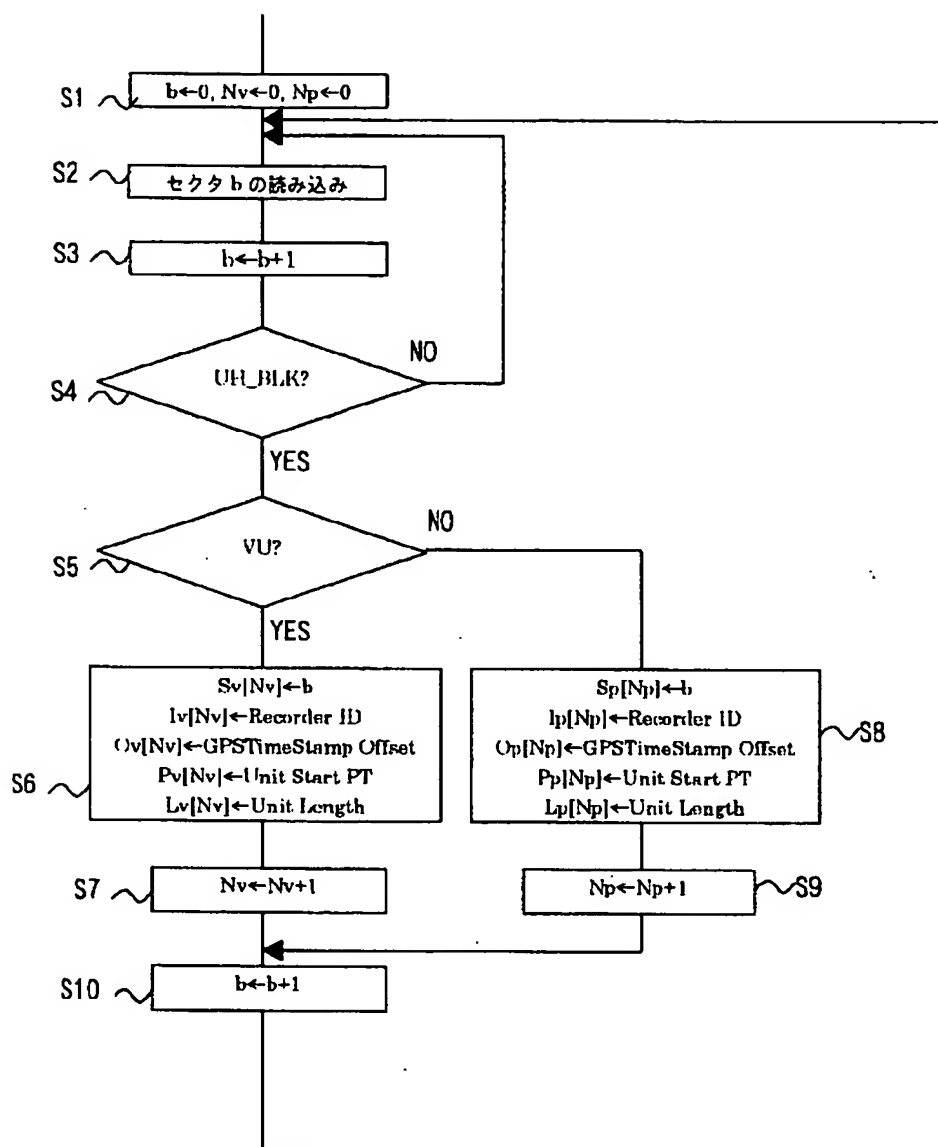 S1
b←0, Nv←0, Np←0
S2
セクタ b の読み込み
S3
b←b+1
S4
UH_BLK?
NO
YES
S5
VU?
NO
YES
S6
Sv[Nv]←b
Iv[Nv]←Recorder ID
Ov[Nv]←GPSTimeStamp Offset
Pv[Nv]←Unit Start PT
Lv[Nv]←Unit Length
Sp[Np]←b
Ip[Np]←Recorder ID
Op[Np]←GPSTimeStamp Offset
Pp[Np]←Unit Start PT
Lp[Np]←Unit Length
S8
S7
Nv←Nv+1
Np←Np+1
S9
S10
b←b+1